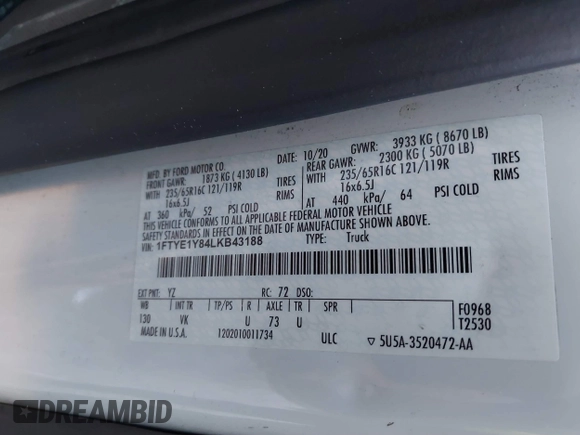 MFD. BY FORD MOTOR CO.
DATE: 10/20 GVWR: 3933 KG ( 8670 LB)
FRONT GAWR: 1873 KG ( 4130 LB)
REAR GAWR: 2300 KG ( 5070 LB)
WITH 235/65R16C 121/119R TIRES
16x6.5J RIMS
AT 360 kPa/ 52 PSI COLD
WITH 235/65R16C 121/119R TIRES
16x6.5J RIMS
AT 440 kPa/ 64 PSI COLD
THIS VEHICLE CONFORMS TO ALL APPLICABLE FEDERAL MOTOR VEHICLE
SAFETY STANDARDS IN EFFECT ON THE DATE OF MANUFACTURE SHOWN ABOVE.
VIN: 1FTYE1Y84LKB43188 TYPE: Truck
EXT PNT: YZ RC: 72 DSO:
WB INT TR TP/PS R AXLE TR SPR
130 VK U 73 U
F0968
T2530
MADE IN U.S.A. 1202010011734 ULC ▽ 5U5A-3520472-AA
DREAMBID